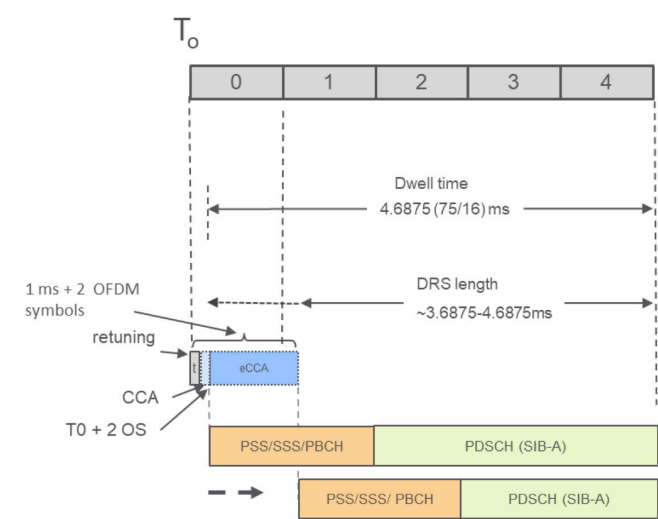 To
0 1 2 3 4
Dwell time
4.6875 (75/16) ms
DRS length
~3.6875-4.6875ms
1 ms + 2 OFDM
symbols
retuning
t
eCCA
CCA
T0 + 2 OS
PSS/SSS/PBCH PDSCH (SIB-A)
PSS/SSS/ PBCH PDSCH (SIB-A)